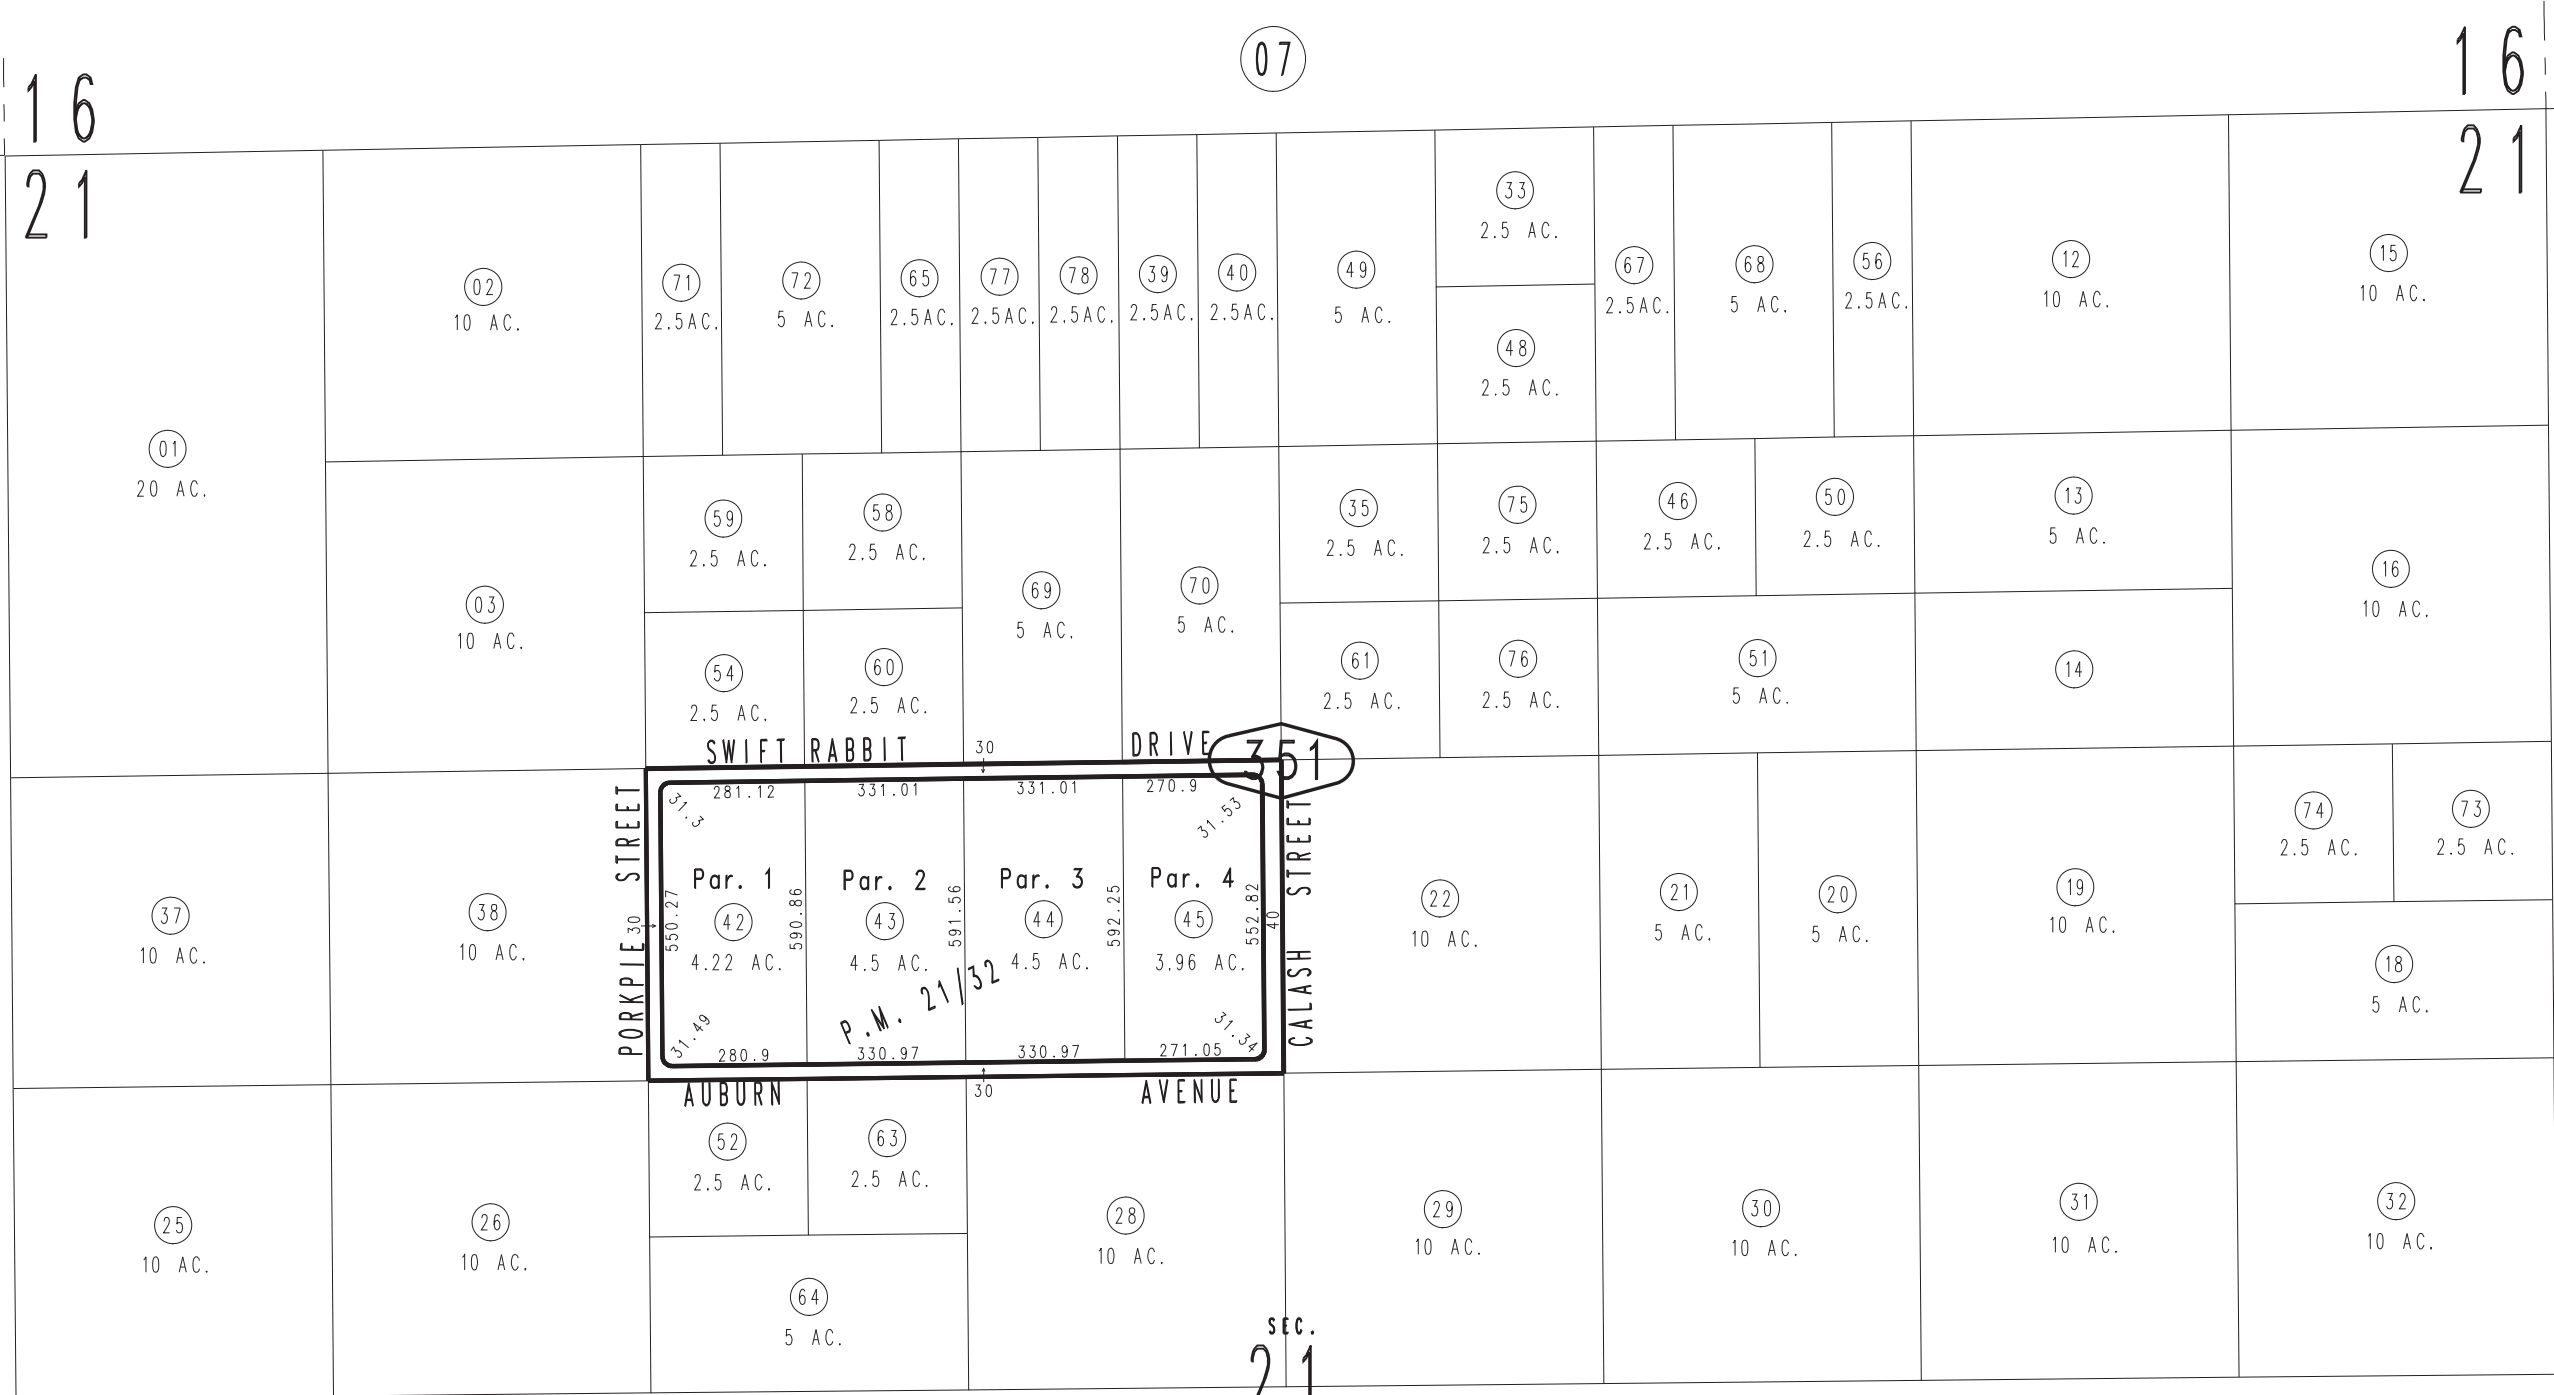 07
16
16
21
21
01
20 AC.
02
10 AC.
71
2.5AC.
72
5 AC.
65
2.5AC.
77
2.5AC.
78
2.5AC.
39
2.5AC.
40
2.5AC.
49
5 AC.
33
2.5 AC.
48
2.5 AC.
67
2.5AC.
68
5 AC.
56
2.5AC.
12
10 AC.
15
10 AC.
03
10 AC.
59
2.5 AC.
58
2.5 AC.
54
2.5 AC.
60
2.5 AC.
69
5 AC.
70
5 AC.
35
2.5 AC.
75
2.5 AC.
46
2.5 AC.
50
2.5 AC.
13
5 AC.
16
10 AC.
61
2.5 AC.
76
2.5 AC.
51
5 AC.
14
SWIFT RABBIT DRIVE
30
351
PORKPIE STREET
30
CALASH STREET
40
281.12
331.01
331.01
270.9
31.3
31.53
550.27
590.86
591.56
592.25
552.82
Par. 1
42
4.22 AC.
Par. 2
43
4.5 AC.
Par. 3
44
4.5 AC.
Par. 4
45
3.96 AC.
P.M. 21/32
31.49
31.34
280.9
330.97
330.97
271.05
AUBURN AVENUE
30
37
10 AC.
38
10 AC.
22
10 AC.
21
5 AC.
20
5 AC.
19
10 AC.
74
2.5 AC.
73
2.5 AC.
18
5 AC.
25
10 AC.
26
10 AC.
52
2.5 AC.
63
2.5 AC.
64
5 AC.
28
10 AC.
29
10 AC.
30
10 AC.
31
10 AC.
32
10 AC.
SEC.
21